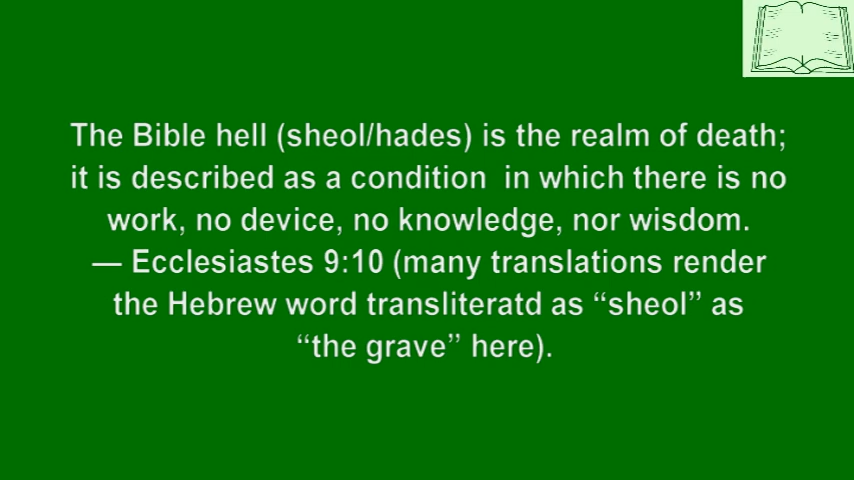 The Bible hell (sheol/hades) is the realm of death;
it is described as a condition  in which there is no
work, no device, no knowledge, nor wisdom.
— Ecclesiastes 9:10 (many translations render
the Hebrew word transliteratd as “sheol” as
“the grave” here).